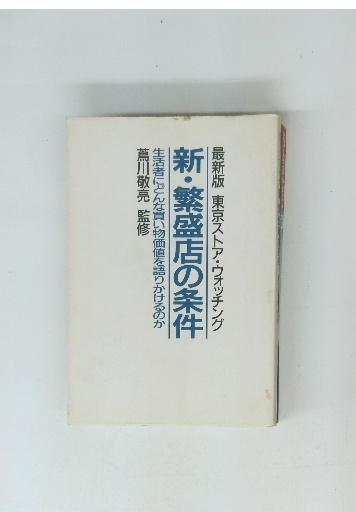 最新版 東京ストア・ウォッチング
新・繁盛店の条件
生活者にどんな買い物価値を語りかけるのか
蔦川敬亮 監修